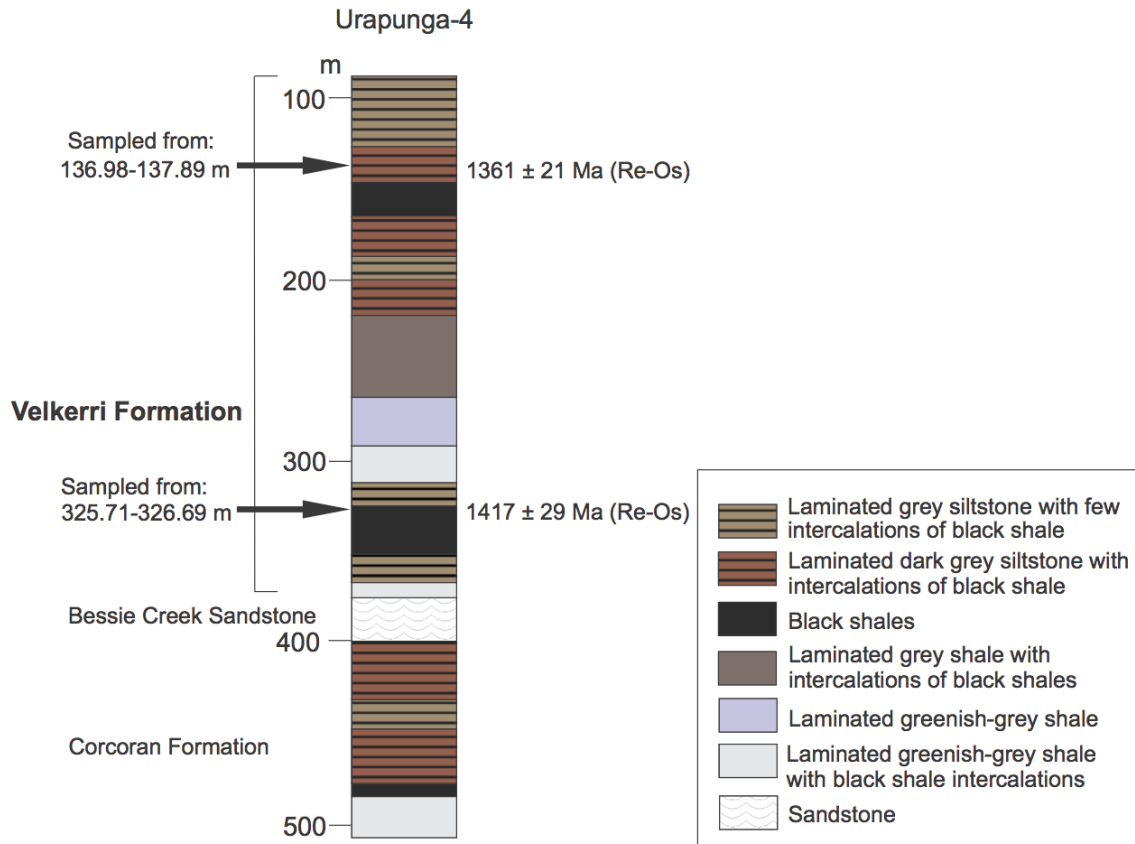 Urapunga-4
m
100
Sampled from:
136.98-137.89 m
1361 ± 21 Ma (Re-Os)
200
Velkerri Formation
300
Sampled from:
325.71-326.69 m
1417 ± 29 Ma (Re-Os)
Bessie Creek Sandstone
400
Corcoran Formation
500
Laminated grey siltstone with few
intercalations of black shale
Laminated dark grey siltstone with
intercalations of black shale
Black shales
Laminated grey shale with
intercalations of black shales
Laminated greenish-grey shale
Laminated greenish-grey shale
with black shale intercalations
Sandstone